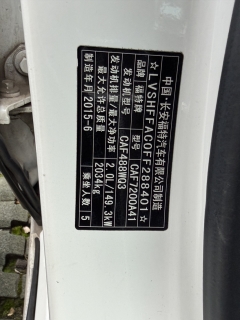 中国·长安福特汽车有限公司制造
☆LVSHFFAC0FF288401☆
品牌：福特牌 型号：CAF7200A41
发动机型号：CAF488WQ3
发动机排量/最大净功率：2.0L/149.3kW
最大允许总质量 2034kg
制造年月 2015-6 乘坐人数 5